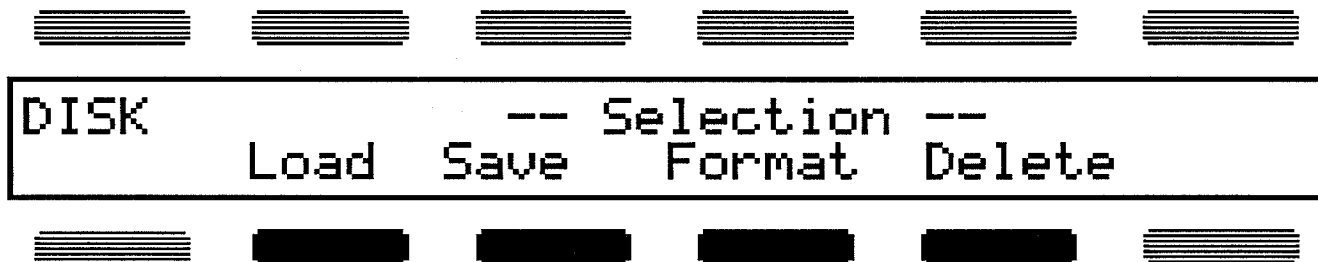 DISK -- Selection --
Load Save Format Delete